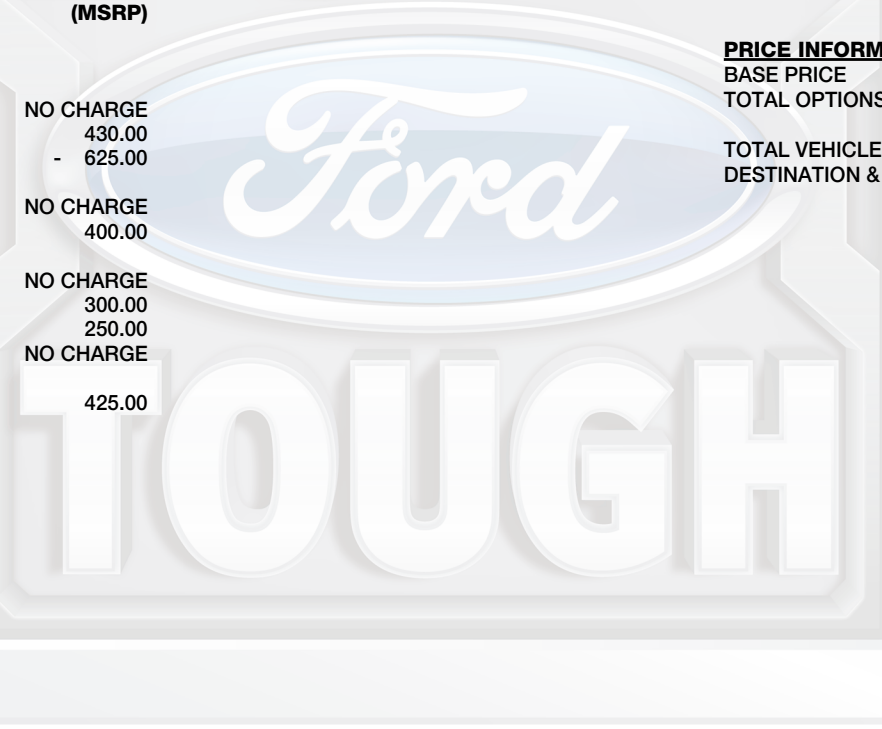 (MSRP)
NO CHARGE
430.00
- 625.00
NO CHARGE
400.00
NO CHARGE
300.00
250.00
NO CHARGE
425.00
PRICE INFORM
BASE PRICE
TOTAL OPTIONS
TOTAL VEHICLE
DESTINATION &
Ford
TOUGH